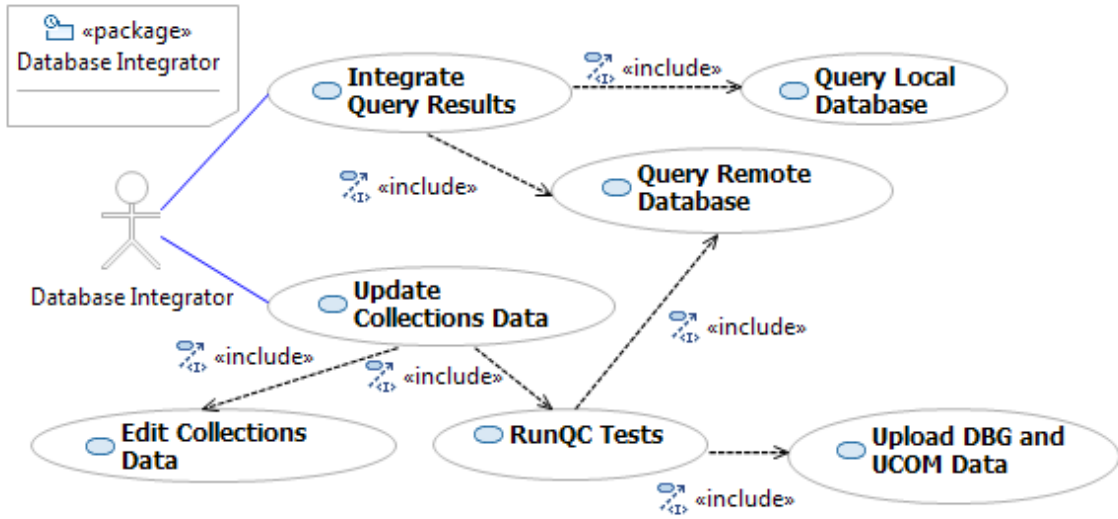 «package»
Database Integrator
Integrate
Query Results
«include»
Query Local
Database
«include»
Query Remote
Database
Database Integrator
Update
Collections Data
«include»
«include»
«include»
Edit Collections
Data
RunQC Tests
Upload DBG and
UCOM Data
«include»